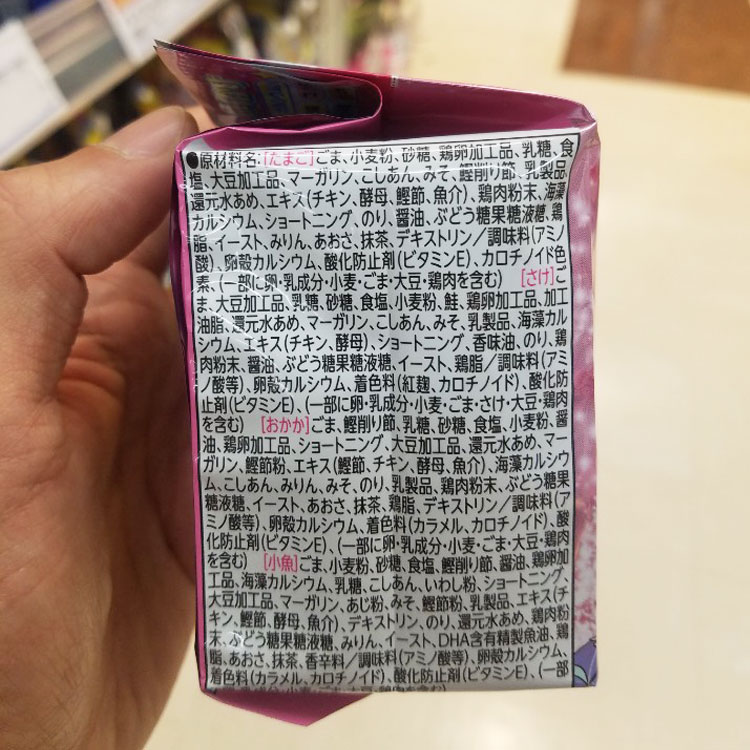 ●原材料名:[たまご]ごま、小麦粉、砂糖、鶏卵加工品、乳糖、食
塩、大豆加工品、マーガリン、こしあん、みそ、鰹削り節、乳製品、
還元水あめ、エキス(チキン、酵母、鰹節、魚介)、鶏肉粉末、海藻
カルシウム、ショートニング、のり、醤油、ぶどう糖果糖液糖、鶏
脂、イースト、みりん、あおさ、抹茶、デキストリン/調味料(アミノ
酸)、卵殻カルシウム、酸化防止剤(ビタミンE)、カロチノイド色
素、(一部に卵・乳成分・小麦・ごま・大豆・鶏肉を含む) [さけ]ご
ま、大豆加工品、乳糖、砂糖、食塩、小麦粉、鮭、鶏卵加工品、加工
油脂、還元水あめ、マーガリン、こしあん、みそ、乳製品、海藻カル
シウム、エキス(チキン、酵母)、ショートニング、香味油、のり、鶏
肉粉末、醤油、ぶどう糖果糖液糖、イースト、鶏脂/調味料(アミ
ノ酸等)、卵殻カルシウム、着色料(紅麹、カロチノイド)、酸化防
止剤(ビタミンE)、(一部に卵・乳成分・小麦・ごま・さけ・大豆・鶏肉
を含む) [おかか]ごま、鰹削り節、乳糖、砂糖、食塩、小麦粉、醤
油、鶏卵加工品、ショートニング、大豆加工品、還元水あめ、マー
ガリン、鰹節粉、エキス(鰹節、チキン、酵母、魚介)、海藻カルシウ
ム、こしあん、みりん、みそ、のり、乳製品、鶏肉粉末、ぶどう糖果
糖液糖、イースト、あおさ、抹茶、鶏脂、デキストリン/調味料(ア
ミノ酸等)、卵殻カルシウム、着色料(カラメル、カロチノイド)、酸
化防止剤(ビタミンE)、(一部に卵・乳成分・小麦・ごま・大豆・鶏肉
を含む) [小魚]ごま、小麦粉、砂糖、食塩、鰹削り節、醤油、鶏卵加
工品、海藻カルシウム、乳糖、こしあん、いわし粉、ショートニング、
大豆加工品、マーガリン、あじ粉、みそ、鰹節粉、乳製品、エキス(チ
キン、鰹節、酵母、魚介)、デキストリン、のり、還元水あめ、鶏肉粉
末、ぶどう糖果糖液糖、みりん、イースト、DHA含有精製魚油、鶏
脂、あおさ、抹茶、香辛料/調味料(アミノ酸等)、卵殻カルシウム、
着色料(カラメル、カロチノイド)、酸化防止剤(ビタミンE)、(一部